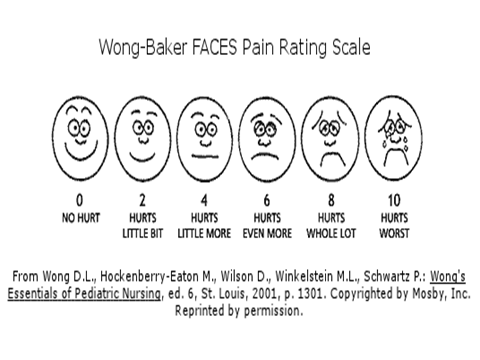 Wong-Baker FACES Pain Rating Scale
0 2 4 6 8 10
NO HURT HURTS HURTS HURTS HURTS HURTS
LITTLE BIT LITTLE MORE EVEN MORE WHOLE LOT WORST
From Wong D.L., Hockenberry-Eaton M., Wilson D., Winkelstein M.L., Schwartz P.: Wong's
Essentials of Pediatric Nursing, ed. 6, St. Louis, 2001, p. 1301. Copyrighted by Mosby, Inc.
Reprinted by permission.